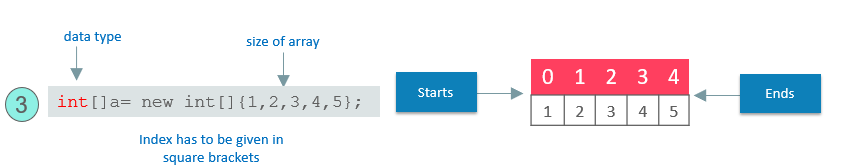 data type
size of array
3
int[]a= new int[]{1,2,3,4,5};
Index has to be given in
square brackets
Starts
0 1 2 3 4
1 2 3 4 5
Ends